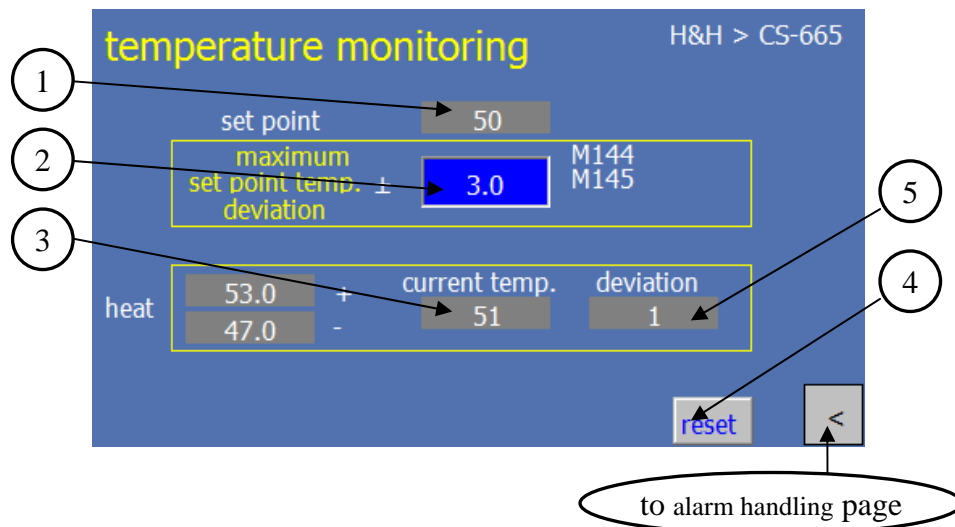 temperature monitoring
H&H > CS-665
1
set point
50
2
maximum
set point temp. ±
deviation
3.0
M144
M145
5
3
4
heat
53.0 +
47.0 -
current temp.
51
deviation
1
reset
<
to alarm handling page